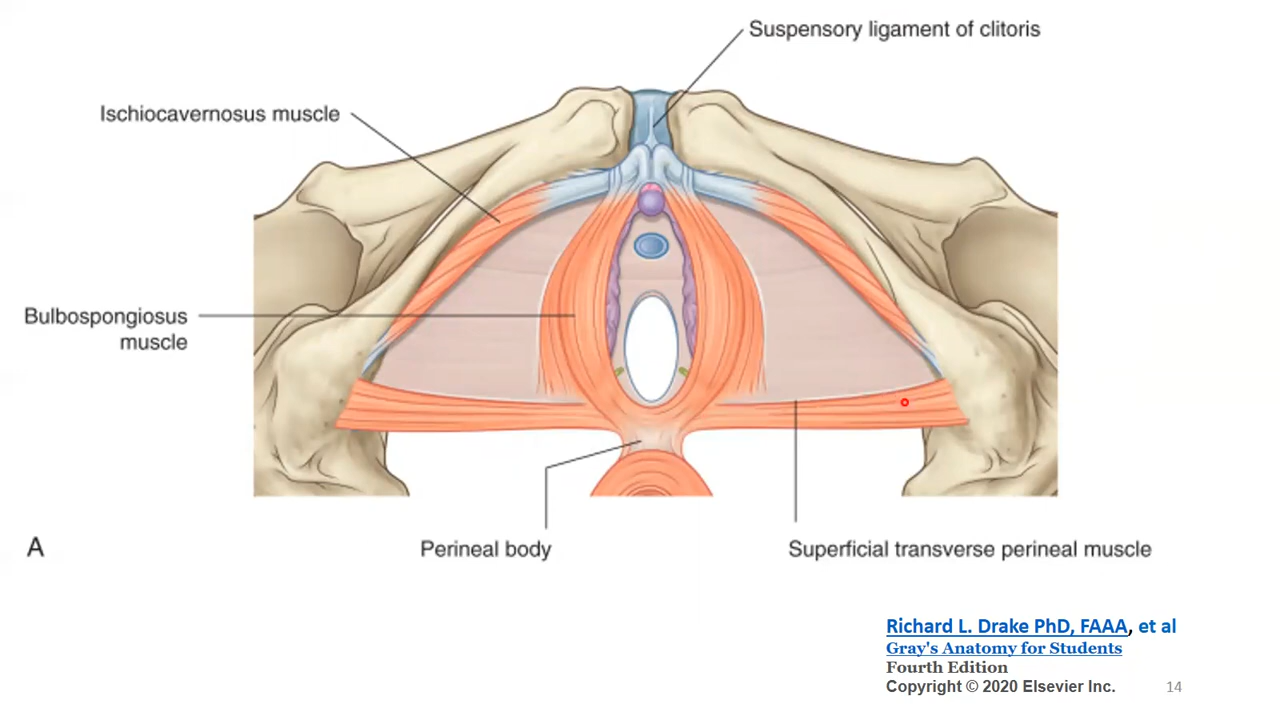 Suspensory ligament of clitoris
Ischiocavernosus muscle
Bulbospongiosus
muscle
Perineal body
Superficial transverse perineal muscle
A
Richard L. Drake PhD, FAAA, et al
Gray's Anatomy for Students
Fourth Edition
Copyright © 2020 Elsevier Inc.
14